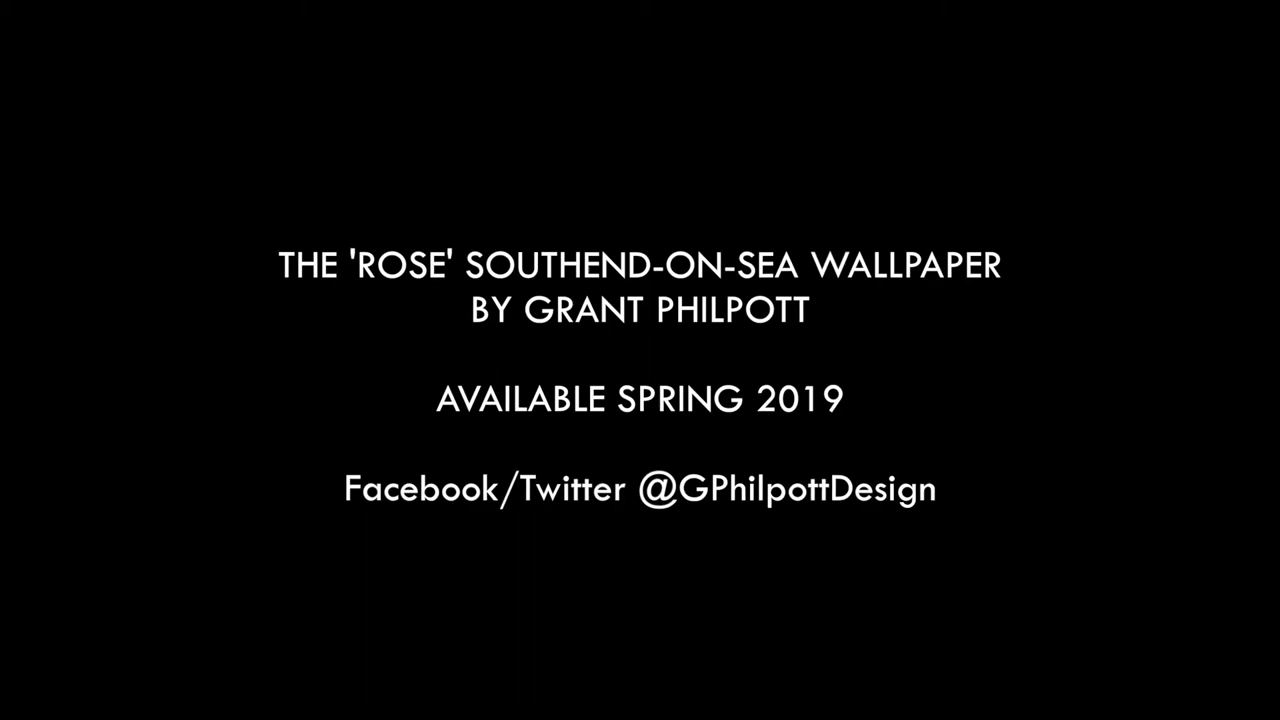 THE 'ROSE' SOUTHEND-ON-SEA WALLPAPER
BY GRANT PHILPOTT
AVAILABLE SPRING 2019
Facebook/Twitter @GPhilpottDesign